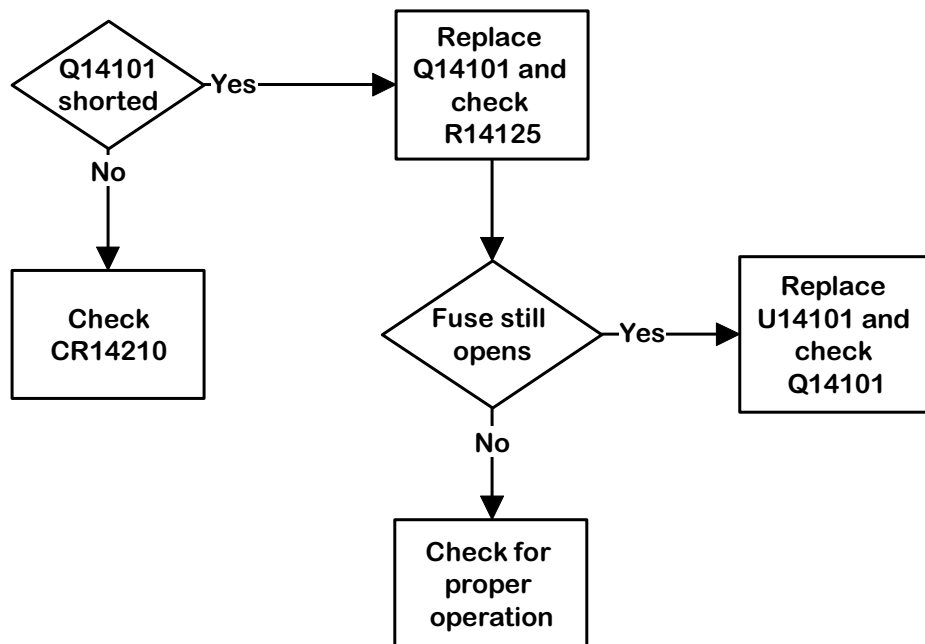 Q14101
shorted
Yes
Replace
Q14101 and
check
R14125
No
Check
CR14210
Fuse still
opens
Yes
Replace
U14101 and
check
Q14101
No
Check for
proper
operation